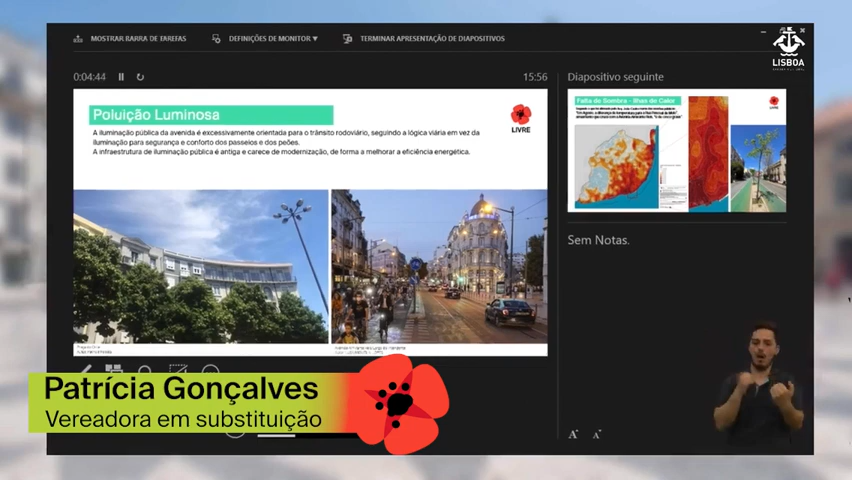 MOSTRAR BARRA DE TAREFAS
DEFINIÇÕES DE MONITOR ▼
TERMINAR APRESENTAÇÃO DE DIAPOSITIVOS
LISBOA
0:04:44
15:56
Diapositivo seguinte
Poluição Luminosa
LIVRE
A iluminação pública da avenida é excessivamente orientada para o trânsito rodoviário, seguindo a lógica viária em vez da
iluminação para segurança e conforto dos passeios e dos peões.
A infraestrutura de iluminação pública é antiga e carece de modernização, de forma a melhorar a eficiência energética.
Falta de Sombra - Ilhas de Calor
Sem Notas.
Patrícia Gonçalves
Vereadora em substituição
A A